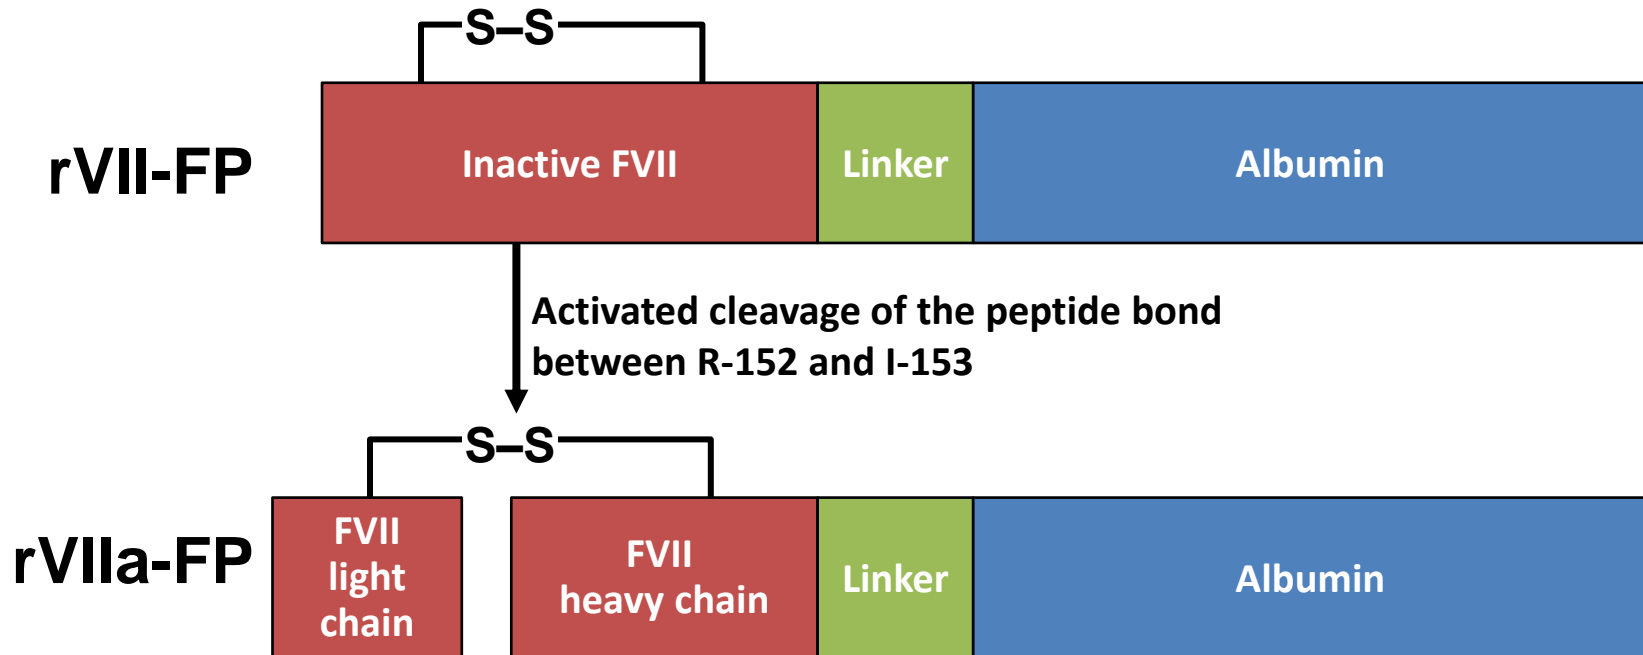 S–S
rVII-FP
Inactive FVII
Linker
Albumin
Activated cleavage of the peptide bond
between R-152 and I-153
S–S
rVIIa-FP
FVII
light
chain
FVII
heavy chain
Linker
Albumin